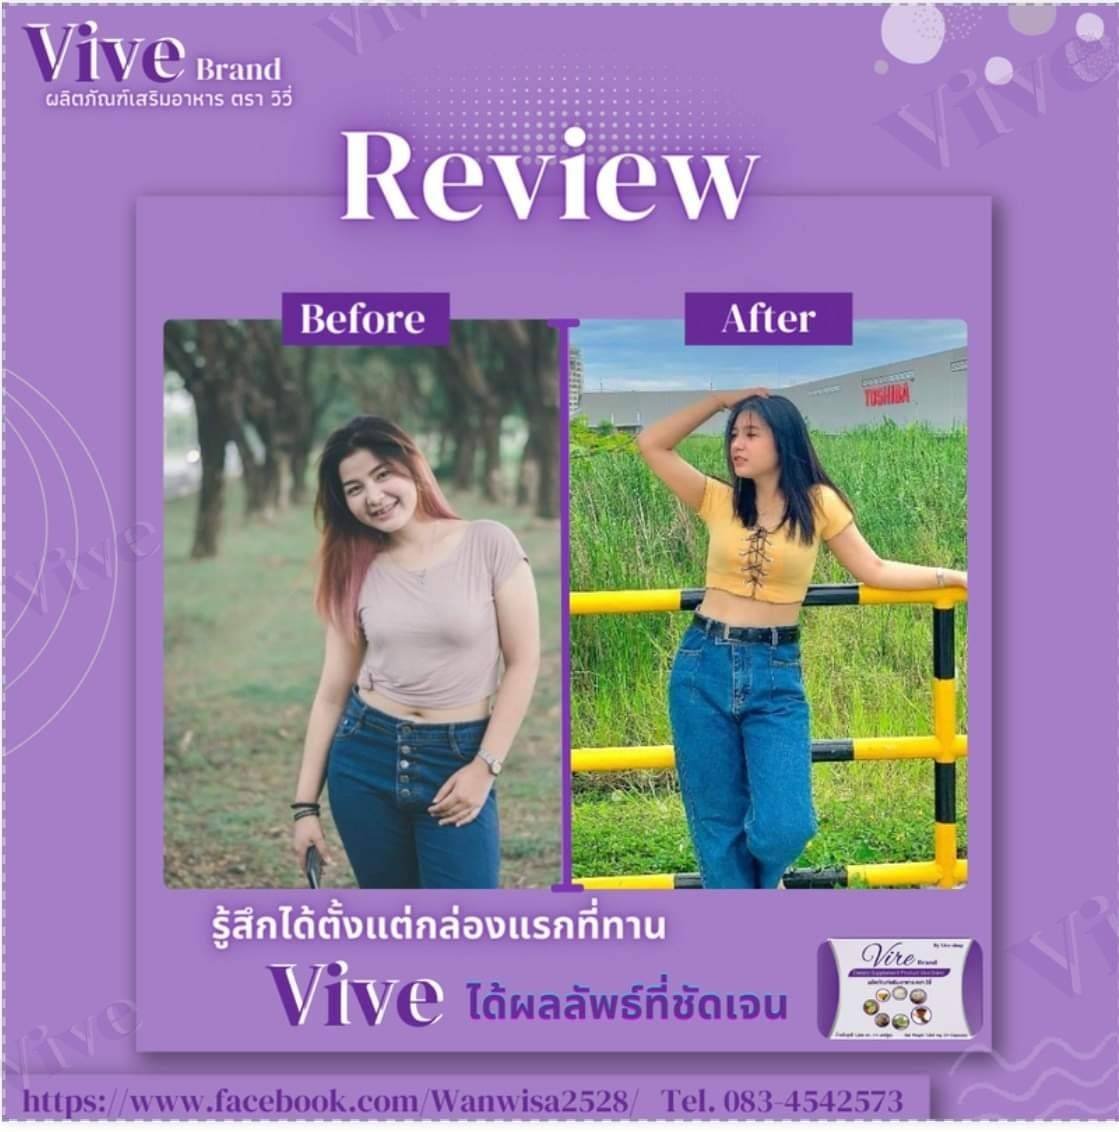 Vive Brand
ผลิตภัณฑ์เสริมอาหาร ตรา วีวี่
Review
Before
After
TOSHIBA
รู้สึกได้ตั้งแต่กล่องแรกที่ทาน
Vive ได้ผลลัพธ์ที่ชัดเจน
By Vive shop
Vire Brand
https://www.facebook.com/Wanwisa2528/ Tel. 083-4542573